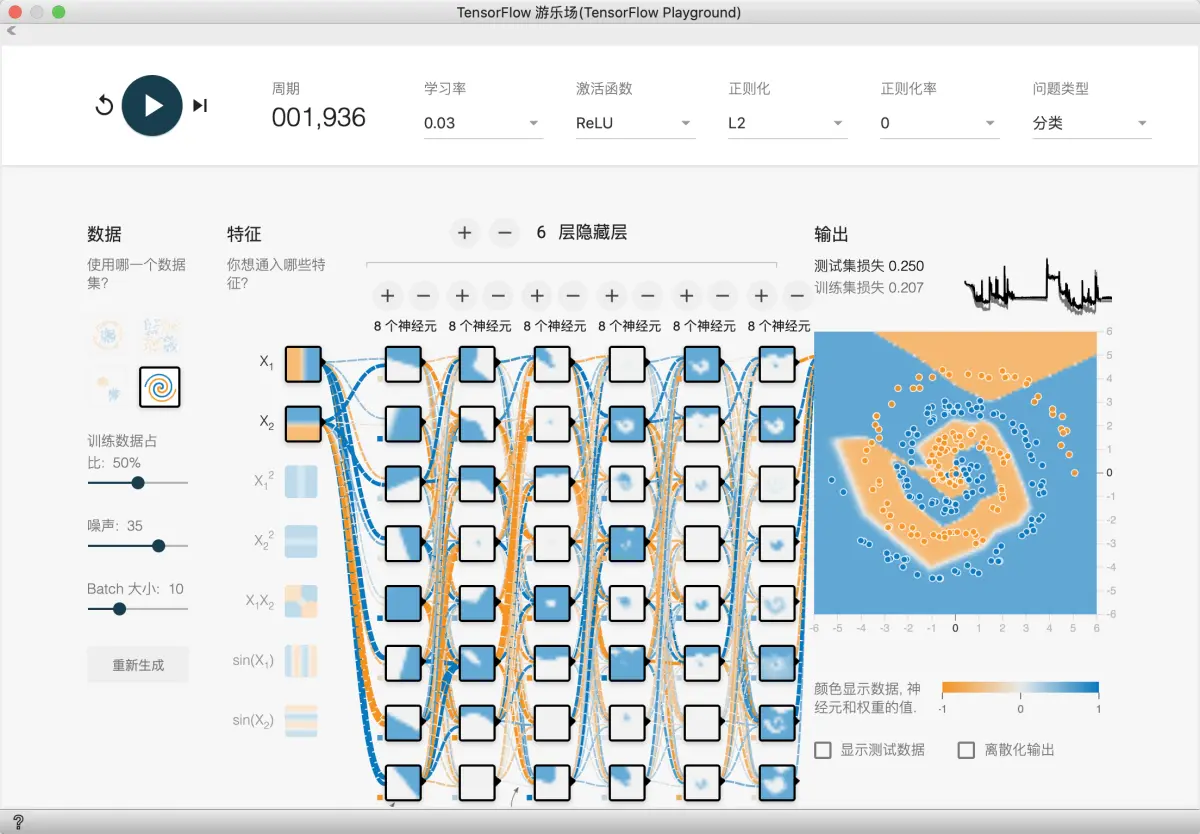 TensorFlow 游乐场(TensorFlow Playground)
周期
001,936
学习率
0.03
激活函数
ReLU
正则化
L2
正则化率
0
问题类型
分类
数据
使用哪一个数据
集?
训练数据占
比: 50%
噪声: 35
Batch 大小: 10
重新生成
特征
你想通入哪些特
征?
X₁
X₂
X₁²
X₂²
X₁X₂
sin(X₁)
sin(X₂)
+ − 6 层隐藏层
+ − + − + − + − + − + −
8 个神经元 8 个神经元 8 个神经元 8 个神经元 8 个神经元 8 个神经元
输出
测试集损失 0.250
训练集损失 0.207
6
5
4
3
2
1
0
-1
-2
-3
-4
-5
-6
-6 -5 -4 -3 -2 -1 0 1 2 3 4 5 6
颜色显示数据, 神
经元和权重的值.
-1 0 1
显示测试数据 离散化输出
?